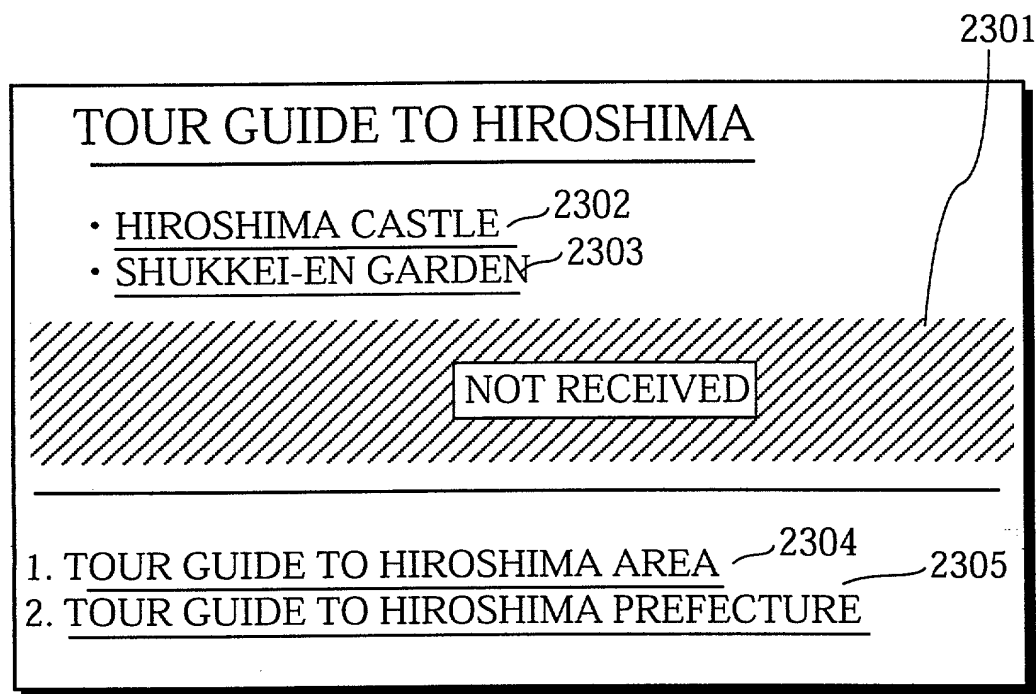 2301
TOUR GUIDE TO HIROSHIMA
· HIROSHIMA CASTLE 2302
· SHUKKEI-EN GARDEN 2303
NOT RECEIVED
1. TOUR GUIDE TO HIROSHIMA AREA 2304
2. TOUR GUIDE TO HIROSHIMA PREFECTURE 2305